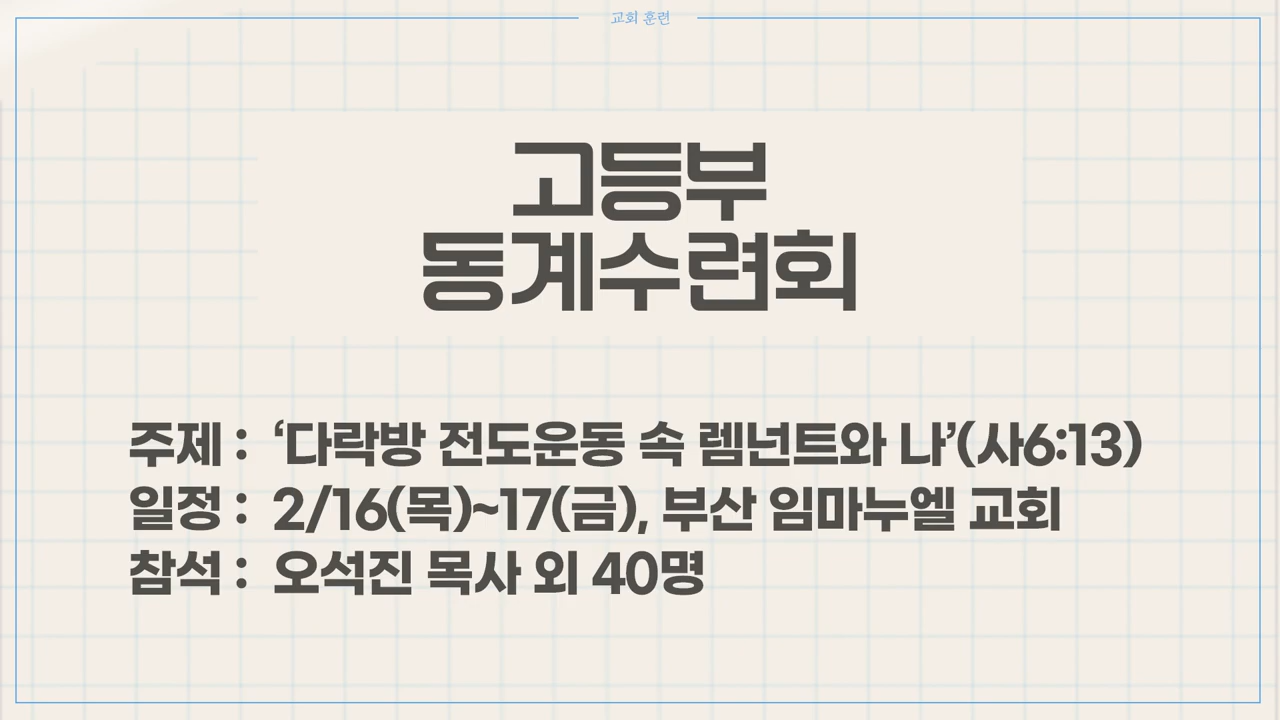 교회 훈련
고등부
동계수련회
주제 : ‘다락방 전도운동 속 렘넌트와 나’(사6:13)
일정 : 2/16(목)~17(금), 부산 임마누엘 교회
참석 : 오석진 목사 외 40명